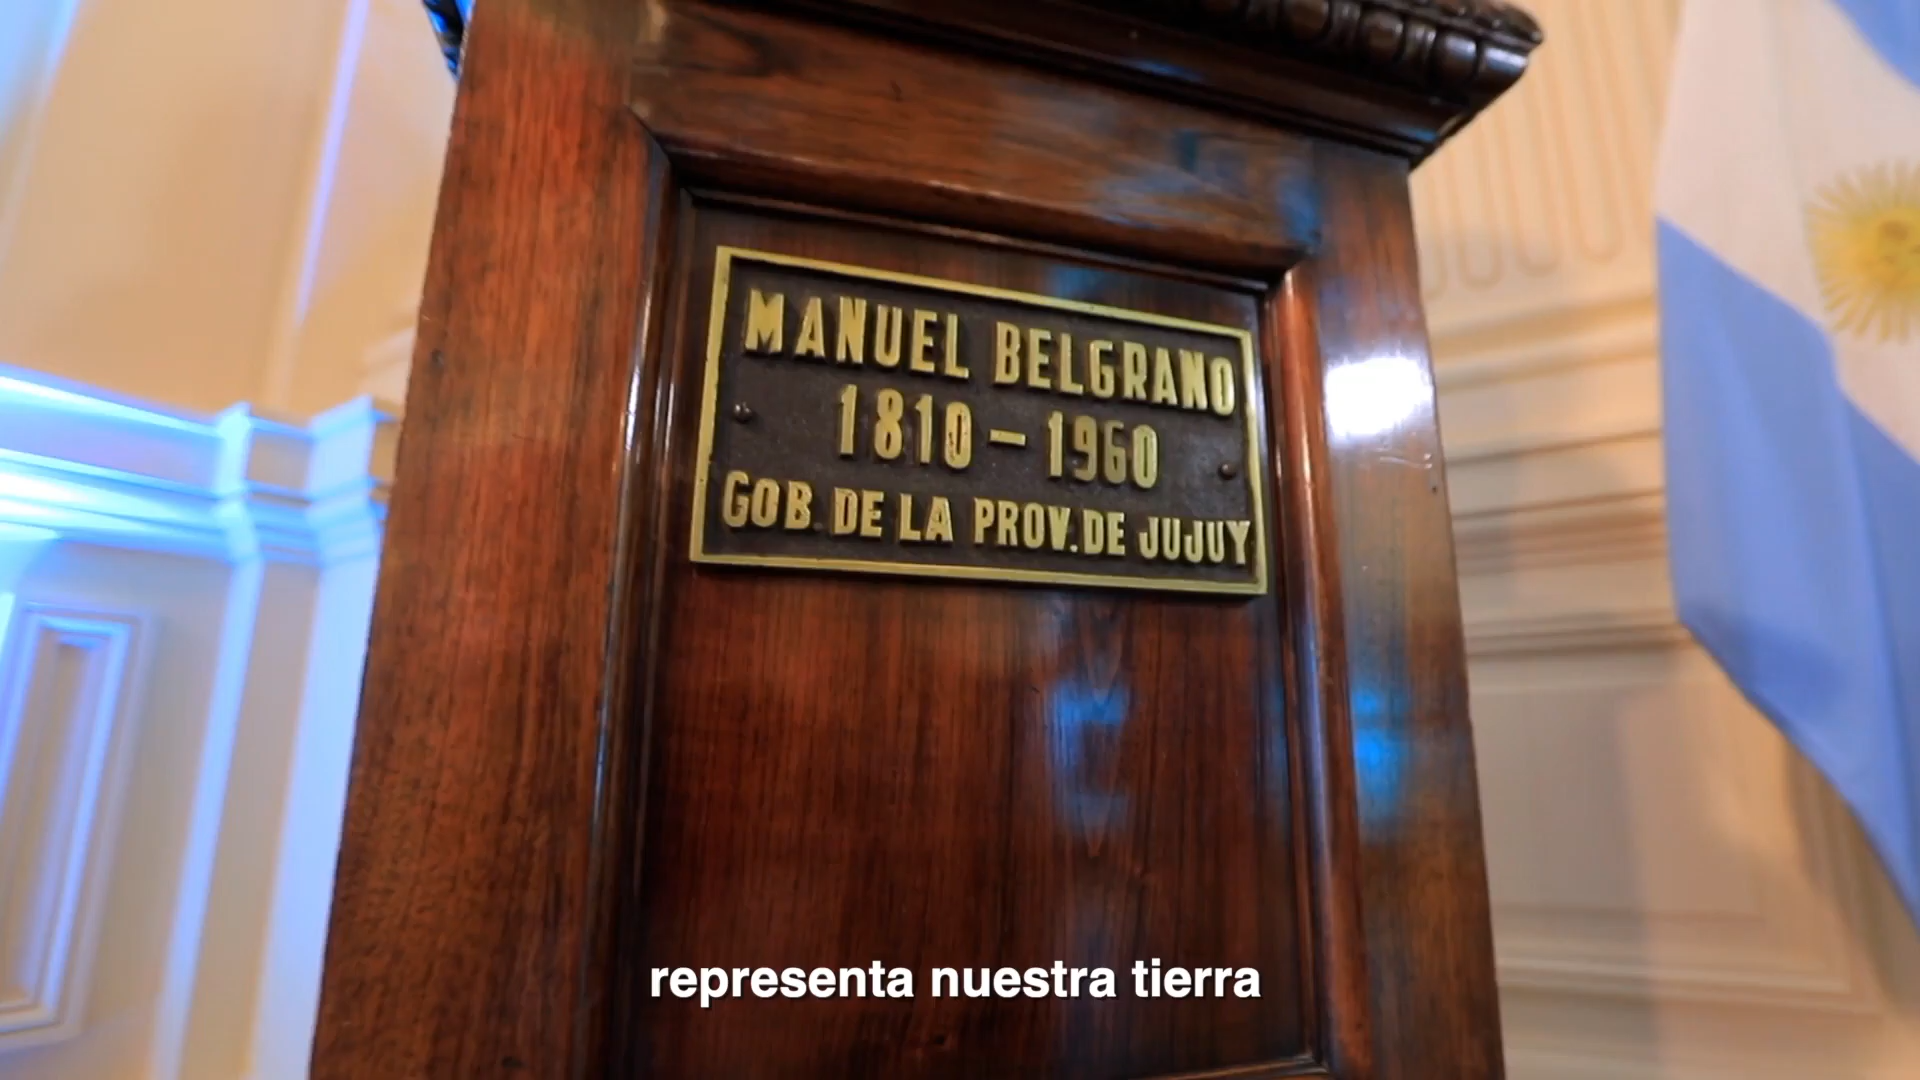 MANUEL BELGRANO
1810 - 1960
GOB. DE LA PROV. DE JUJUY
representa nuestra tierra